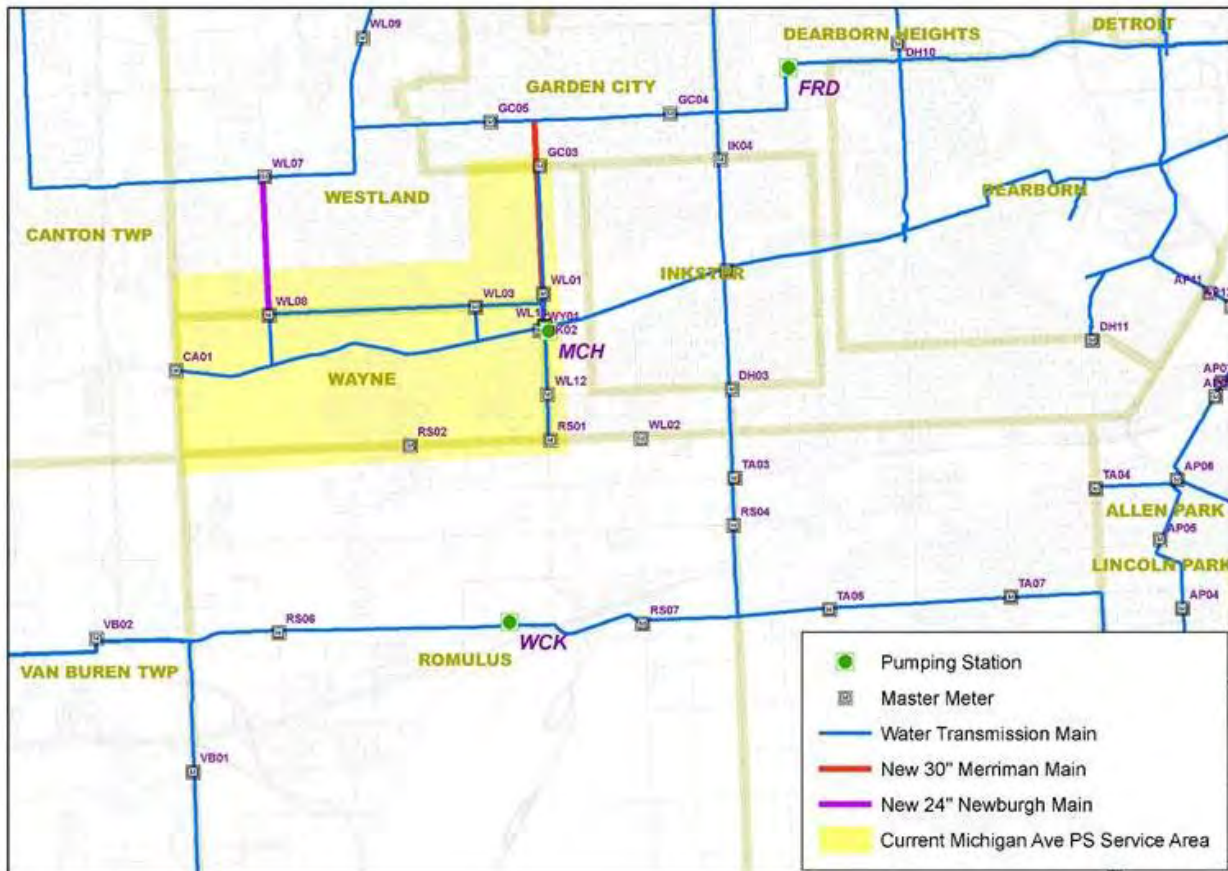 WL09
DETROIT
DEARBORN HEIGHTS
DH10
FRD
GARDEN CITY
GC04
GC05
GC03
IK04
WL07
WESTLAND
DEARBORN
CANTON TWP
INKSTER
WL01
WL03
WL08
AP11
WY01
MCH
DH11
CA01
WAYNE
DH03
WL12
RS02
RS01
WL02
TA03
TA04
AP06
ALLEN PARK
RS04
AP05
LINCOLN PARK
TA07
TA05
AP04
RS07
WCK
VB02
RS06
VAN BUREN TWP
ROMULUS
VB01
Pumping Station
Master Meter
Water Transmission Main
New 30" Merriman Main
New 24" Newburgh Main
Current Michigan Ave PS Service Area